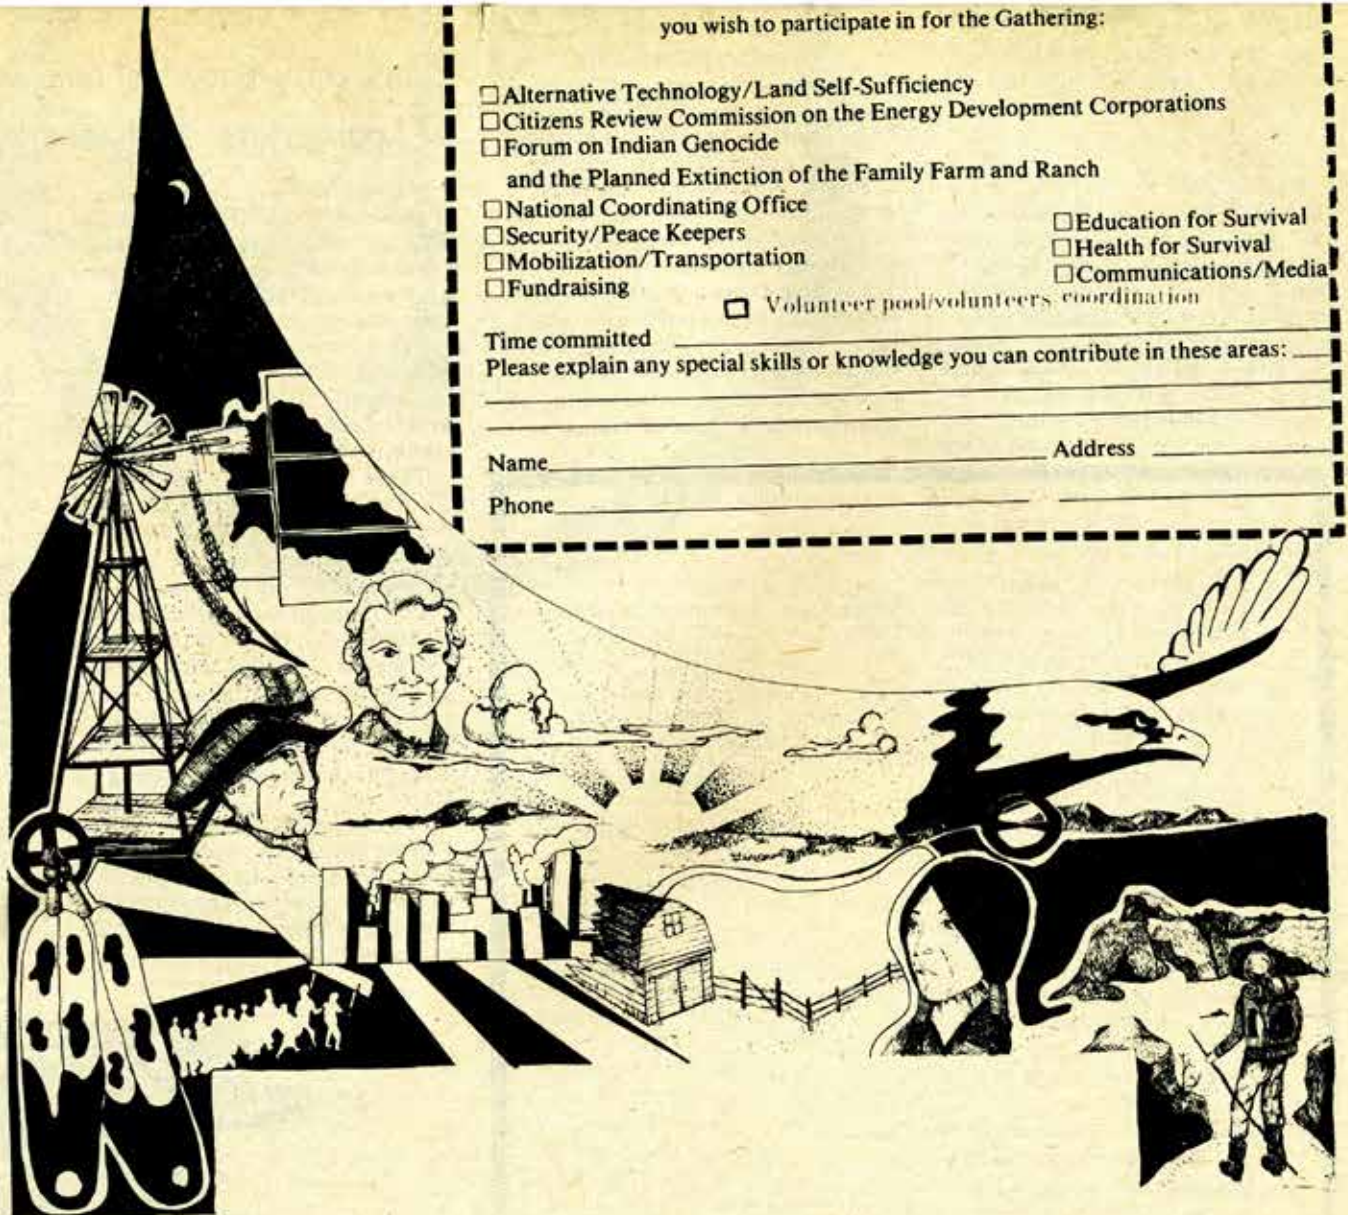 you wish to participate in for the Gathering:
☐Alternative Technology/Land Self-Sufficiency
☐Citizens Review Commission on the Energy Development Corporations
☐Forum on Indian Genocide
and the Planned Extinction of the Family Farm and Ranch
☐National Coordinating Office
☐Security/Peace Keepers
☐Mobilization/Transportation
☐Fundraising
☐Education for Survival
☐Health for Survival
☐Communications/Media
☐ Volunteer pool/volunteers coordination
Time committed
Please explain any special skills or knowledge you can contribute in these areas:
Name Address
Phone